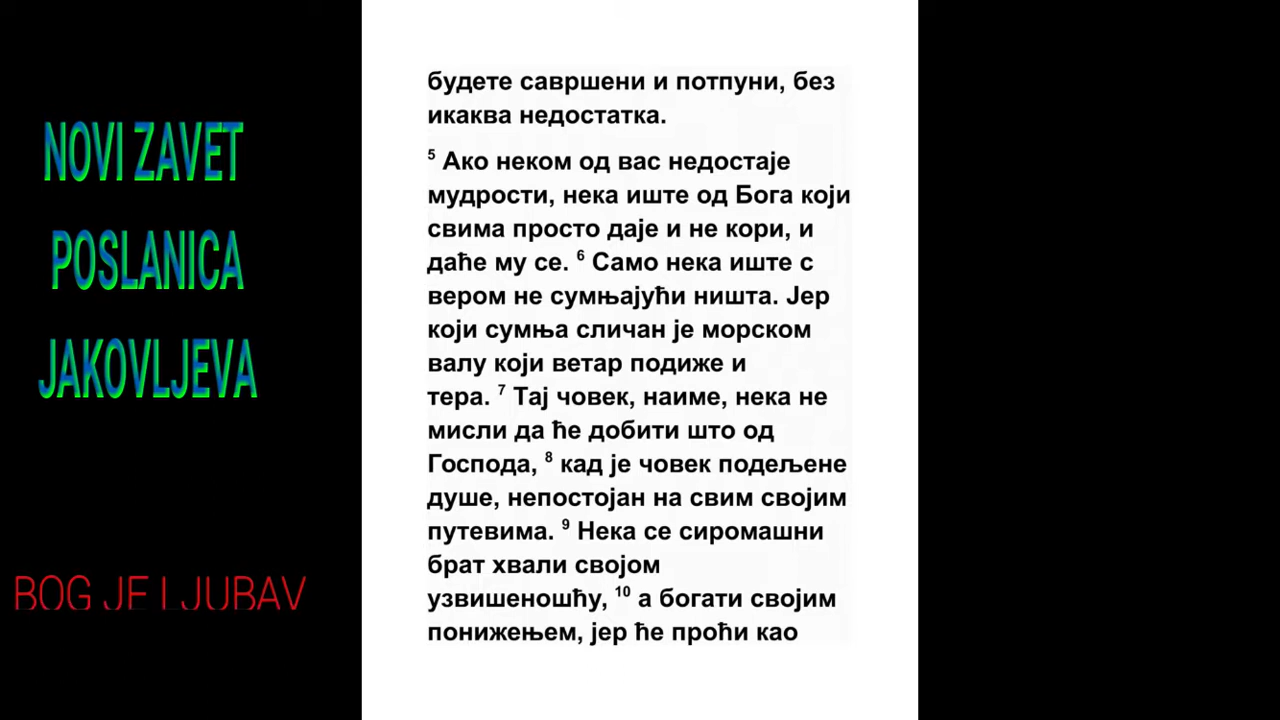 NOVI ZAVET
POSLANICA
JAKOVLJEVA
BOG JE LJUBAV
будете савршени и потпуни, без
икаква недостатка.
5 Ако неком од вас недостаје
мудрости, нека иште од Бога који
свима просто даје и не кори, и
даће му се. 6 Само нека иште с
вером не сумњајући ништа. Јер
који сумња сличан је морском
валу који ветар подиже и
тера. 7 Тај човек, наиме, нека не
мисли да ће добити што од
Господа, 8 кад је човек подељене
душе, непостојан на свим својим
путевима. 9 Нека се сиромашни
брат хвали својом
узвишеношћу, 10 а богати својим
понижењем, јер ће проћи као